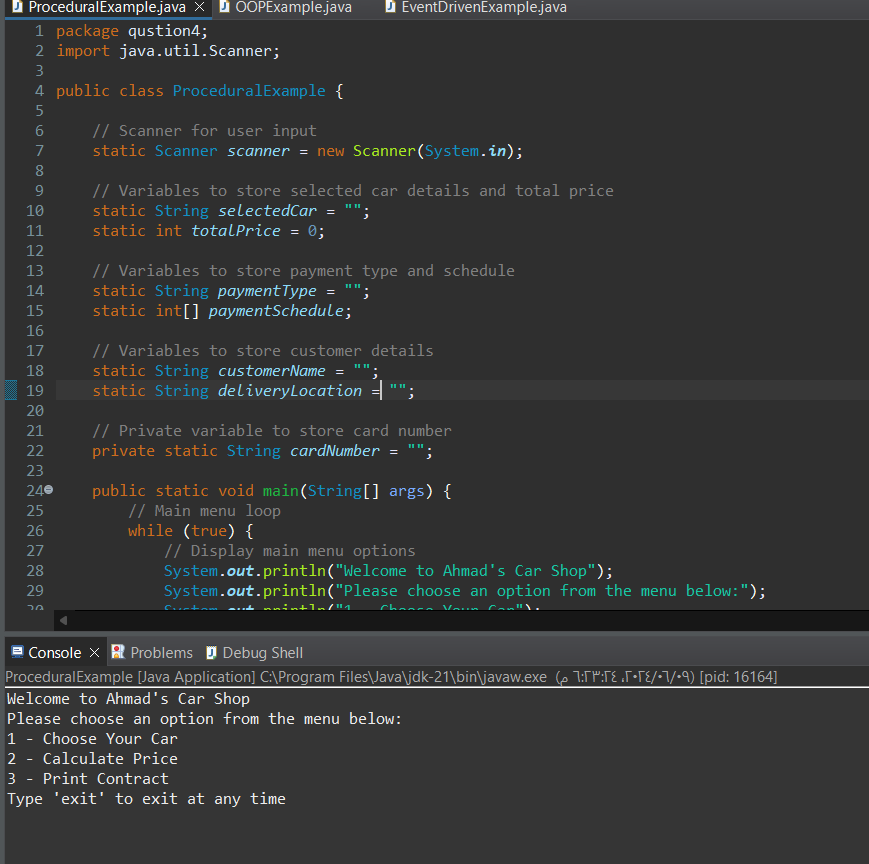 ProceduralExample.java OOPExample.java EventDrivenExample.java
1 package qustion4;
2 import java.util.Scanner;
3
4 public class ProceduralExample {
5
6 // Scanner for user input
7 static Scanner scanner = new Scanner(System.in);
8
9 // Variables to store selected car details and total price
10 static String selectedCar = "";
11 static int totalPrice = 0;
12
13 // Variables to store payment type and schedule
14 static String paymentType = "";
15 static int[] paymentSchedule;
16
17 // Variables to store customer details
18 static String customerName = "";
19 static String deliveryLocation = "";
20
21 // Private variable to store card number
22 private static String cardNumber = "";
23
24 public static void main(String[] args) {
25 // Main menu loop
26 while (true) {
27 // Display main menu options
28 System.out.println("Welcome to Ahmad's Car Shop");
29 System.out.println("Please choose an option from the menu below:");
30 System.out.println("1 - Choose Your Car");
Console Problems Debug Shell
ProceduralExample [Java Application] C:\Program Files\Java\jdk-21\bin\javaw.exe (٠٩‏/٠٦‏/٢٠٢٤، ٦:٢٣:٢٤ م) [pid: 16164]
Welcome to Ahmad's Car Shop
Please choose an option from the menu below:
1 - Choose Your Car
2 - Calculate Price
3 - Print Contract
Type 'exit' to exit at any time